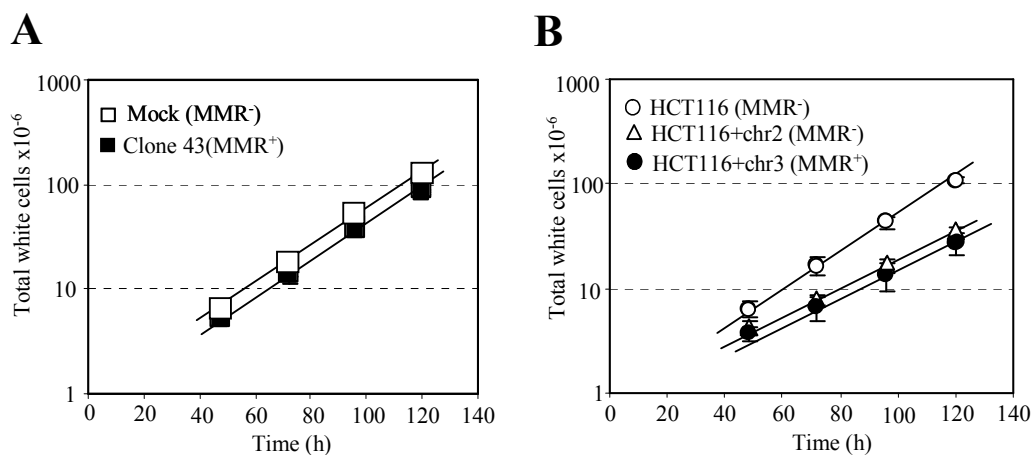 A
Total white cells x10⁻⁶
1000
100
10
1
Mock (MMR⁻)
Clone 43(MMR⁺)
0 20 40 60 80 100 120 140
Time (h)
B
Total white cells x10⁻⁶
1000
100
10
1
HCT116 (MMR⁻)
HCT116+chr2 (MMR⁻)
HCT116+chr3 (MMR⁺)
0 20 40 60 80 100 120 140
Time (h)